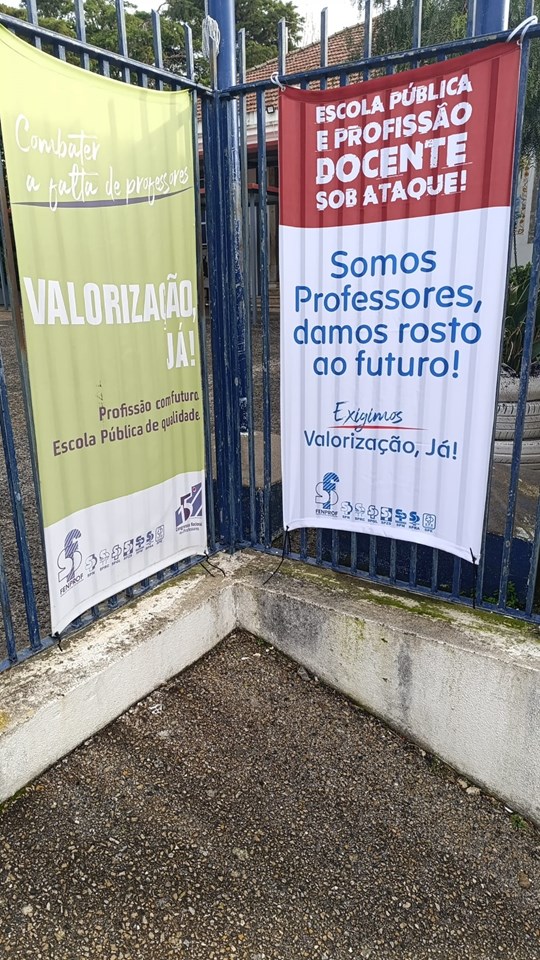 Combater
a falta de professores
VALORIZAÇÃO,
JÁ!
Profissão com futuro.
Escola Pública de qualidade.
FENPROF
ESCOLA PÚBLICA
E PROFISSÃO
DOCENTE
SOB ATAQUE!
Somos
Professores,
damos rosto
ao futuro!
Exigimos
Valorização, Já!
FENPROF